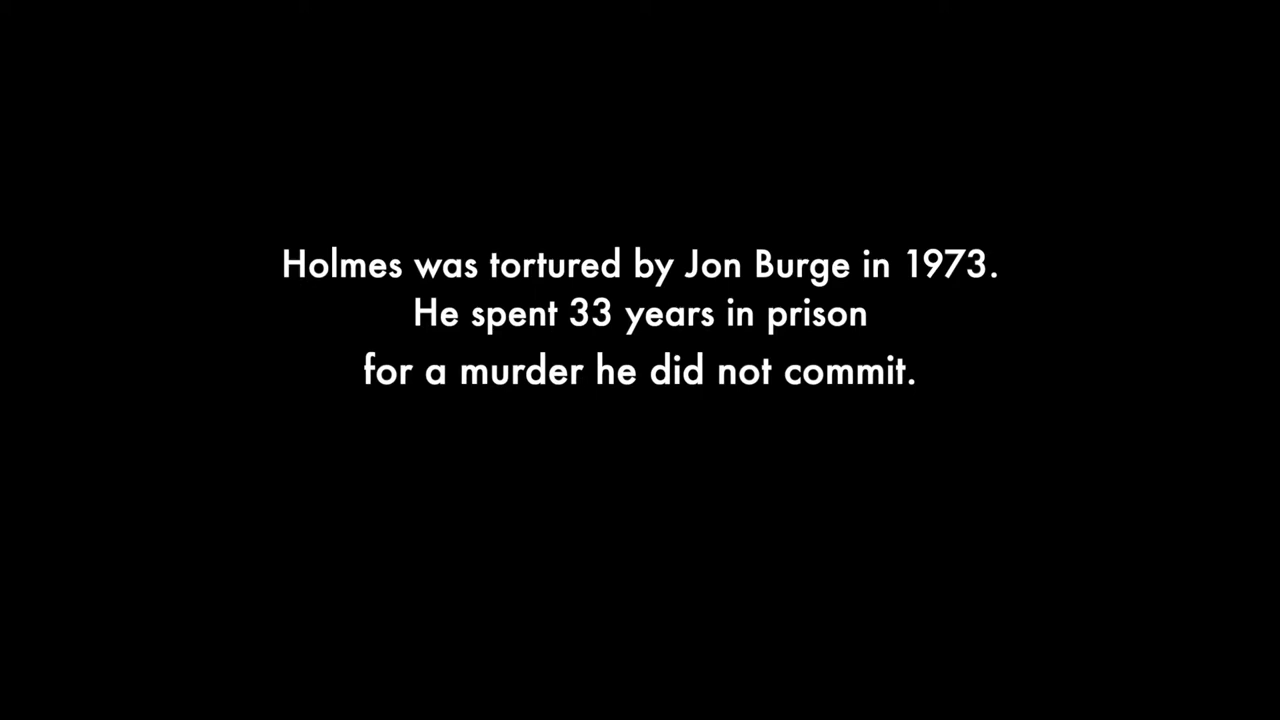 Holmes was tortured by Jon Burge in 1973.
He spent 33 years in prison
for a murder he did not commit.